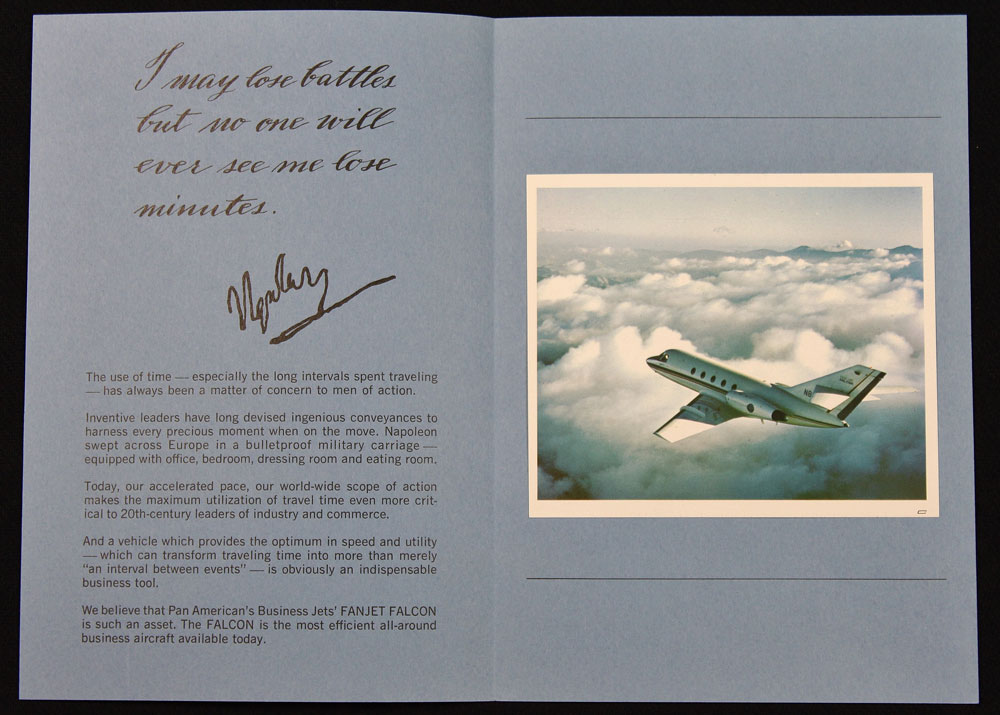 I may lose battles
but no one will
ever see me lose
minutes.
The use of time — especially the long intervals spent traveling
— has always been a matter of concern to men of action.
Inventive leaders have long devised ingenious conveyances to
harness every precious moment when on the move. Napoleon
swept across Europe in a bulletproof military carriage —
equipped with office, bedroom, dressing room and eating room.
Today, our accelerated pace, our world-wide scope of action
makes the maximum utilization of travel time even more crit-
ical to 20th-century leaders of industry and commerce.
And a vehicle which provides the optimum in speed and utility
— which can transform traveling time into more than merely
“an interval between events” — is obviously an indispensable
business tool.
We believe that Pan American’s Business Jets’ FANJET FALCON
is such an asset. The FALCON is the most efficient all-around
business aircraft available today.